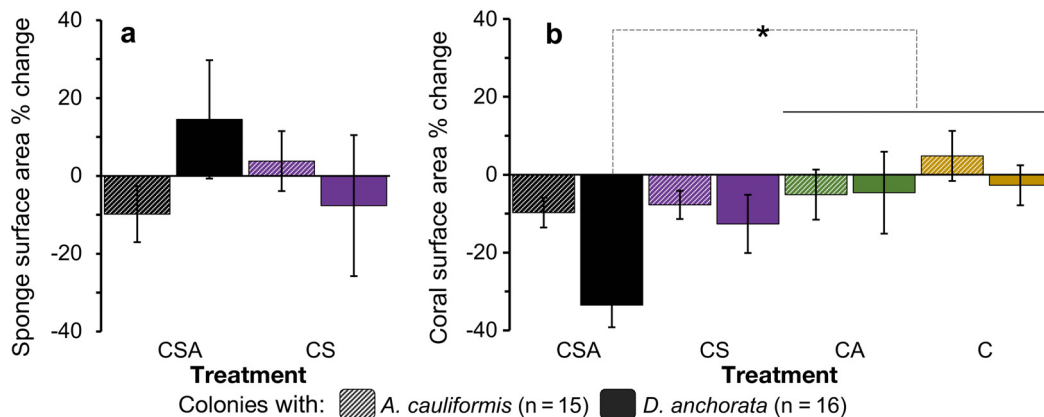 a
Sponge surface area % change
40
20
0
-20
-40
CSA CS
Treatment
b
*
Coral surface area % change
40
20
0
-20
-40
CSA CS CA C
Treatment
Colonies with: A. cauliformis (n = 15) D. anchorata (n = 16)